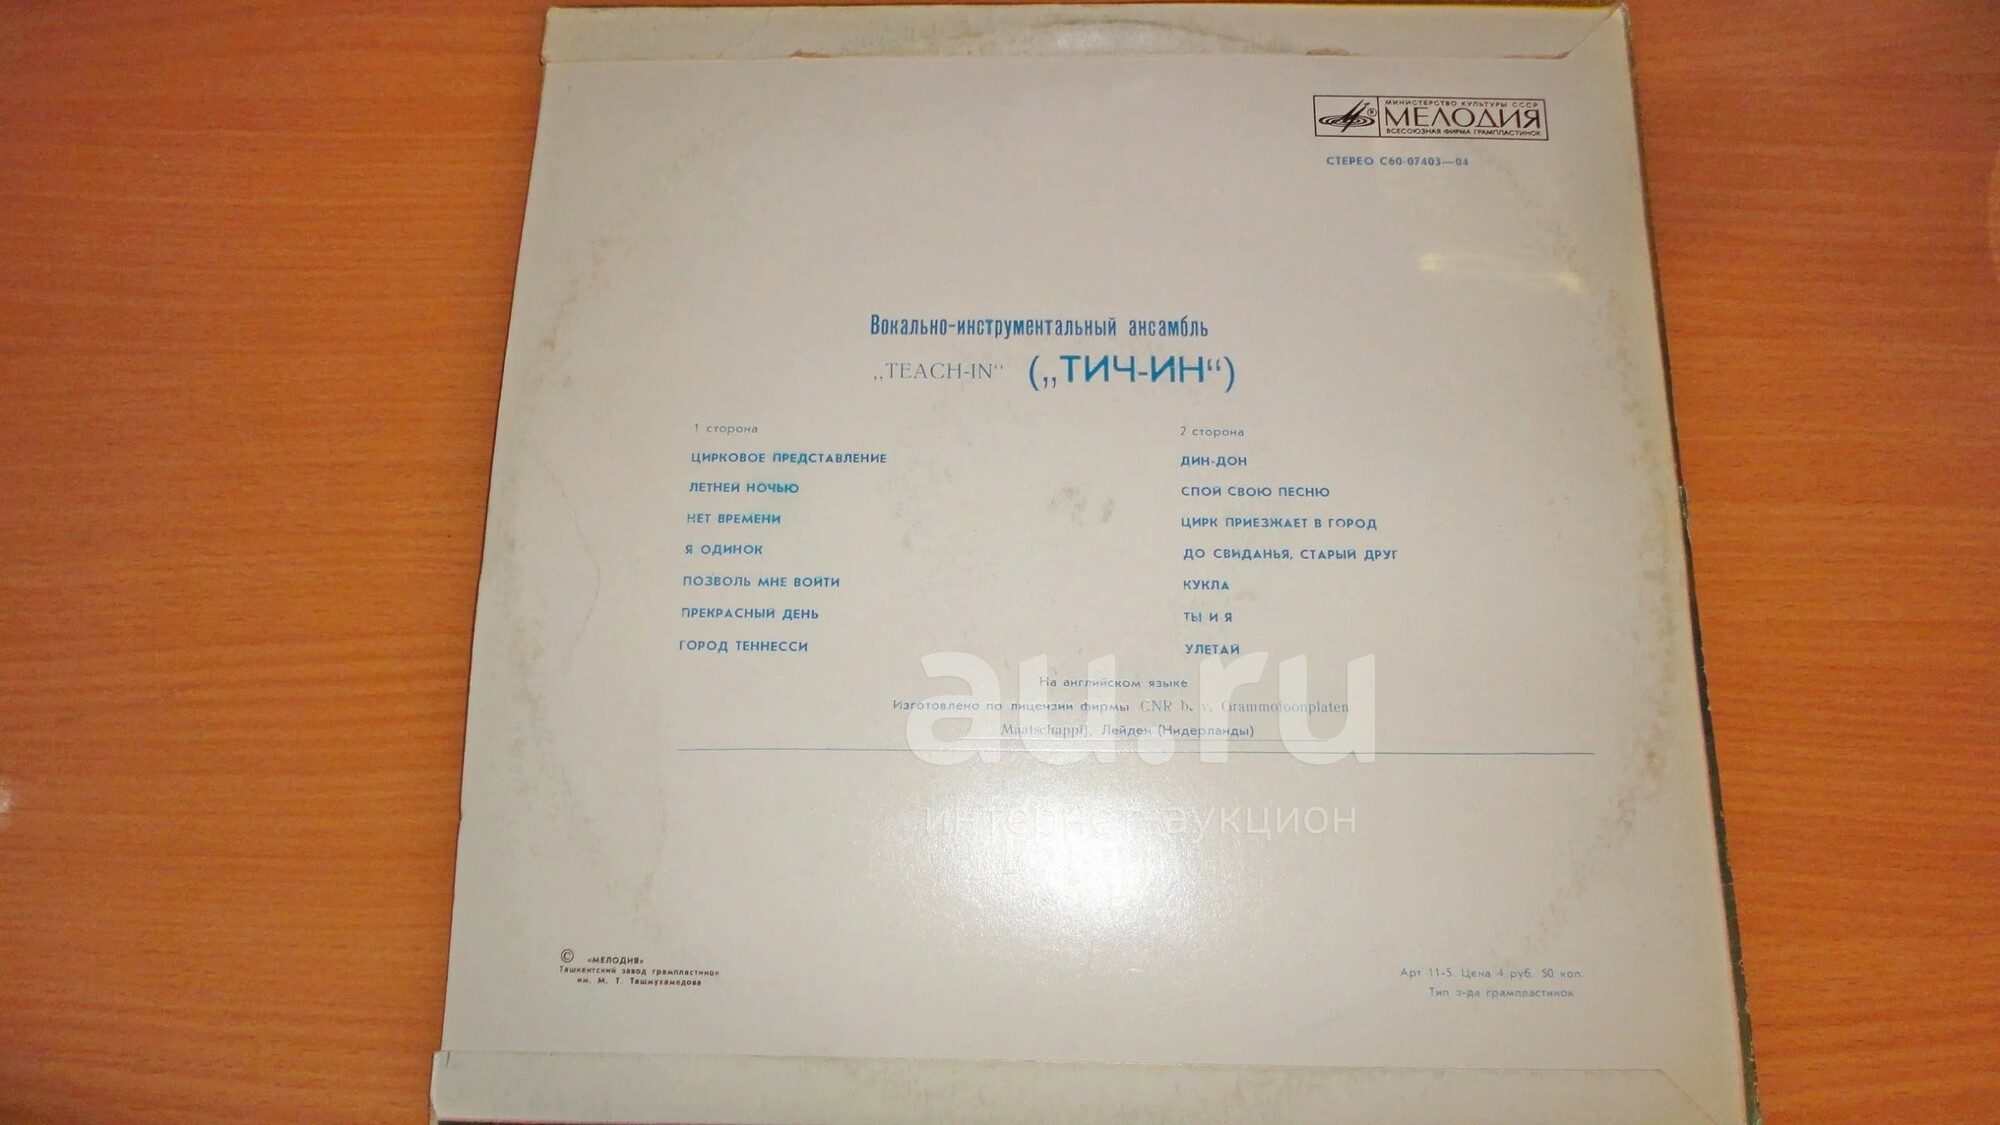 МИНИСТЕРСТВО КУЛЬТУРЫ СССР
МЕЛОДИЯ
ВСЕСОЮЗНАЯ ФИРМА ГРАМПЛАСТИНОК
СТЕРЕО С60-07403—04
Вокально-инструментальный ансамбль
„TEACH-IN“ („ТИЧ-ИН“)
1 сторона
ЦИРКОВОЕ ПРЕДСТАВЛЕНИЕ
ЛЕТНЕЙ НОЧЬЮ
НЕТ ВРЕМЕНИ
Я ОДИНОК
ПОЗВОЛЬ МНЕ ВОЙТИ
ПРЕКРАСНЫЙ ДЕНЬ
ГОРОД ТЕННЕССИ
2 сторона
ДИН-ДОН
СПОЙ СВОЮ ПЕСНЮ
ЦИРК ПРИЕЗЖАЕТ В ГОРОД
ДО СВИДАНЬЯ, СТАРЫЙ ДРУГ
КУКЛА
ТЫ И Я
УЛЕТАЙ
На английском языке
Изготовлено по лицензии фирмы CNR b. v. Grammofoonplaten
Maatschappij, Лейден (Нидерланды)
au.ru
интернет-аукцион
© «МЕЛОДИЯ»
Ташкентский завод грампластинок
им. М. Т. Ташмухамедова
Арт 11-5. Цена 4 руб. 50 коп.
Тип з-да грампластинок